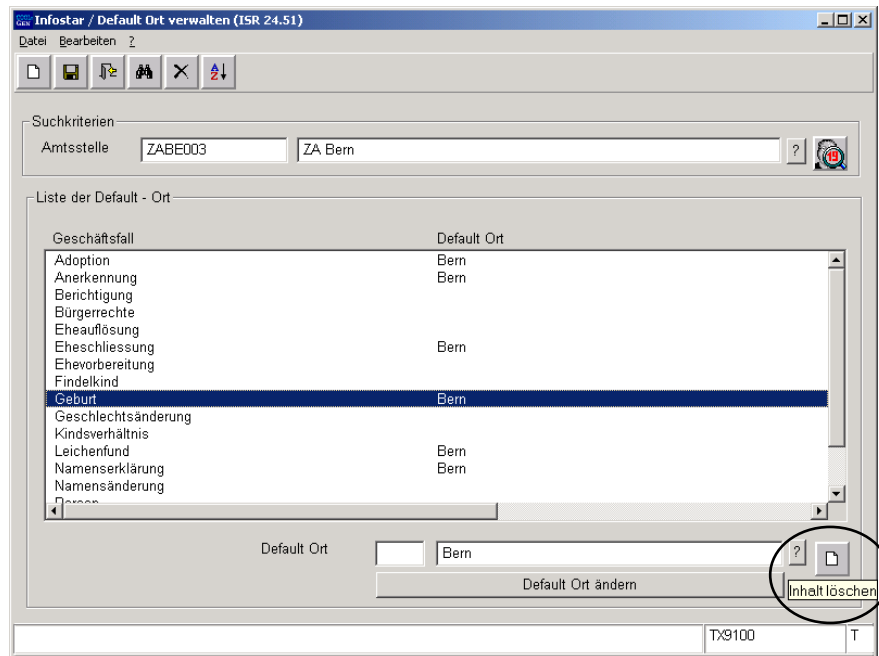 Infostar / Default Ort verwalten (ISR 24.51)
Datei Bearbeiten ?
Suchkriterien
Amtsstelle ZABE003 ZA Bern ?
Liste der Default - Ort
Geschäftsfall Default Ort
Adoption Bern
Anerkennung Bern
Berichtigung
Bürgerrechte
Eheauflösung
Eheschliessung Bern
Ehevorbereitung
Findelkind
Geburt Bern
Geschlechtsänderung
Kindsverhältnis
Leichenfund Bern
Namenserklärung Bern
Namensänderung
Person
Default Ort Bern ?
Default Ort ändern
Inhalt löschen
TX9100 T